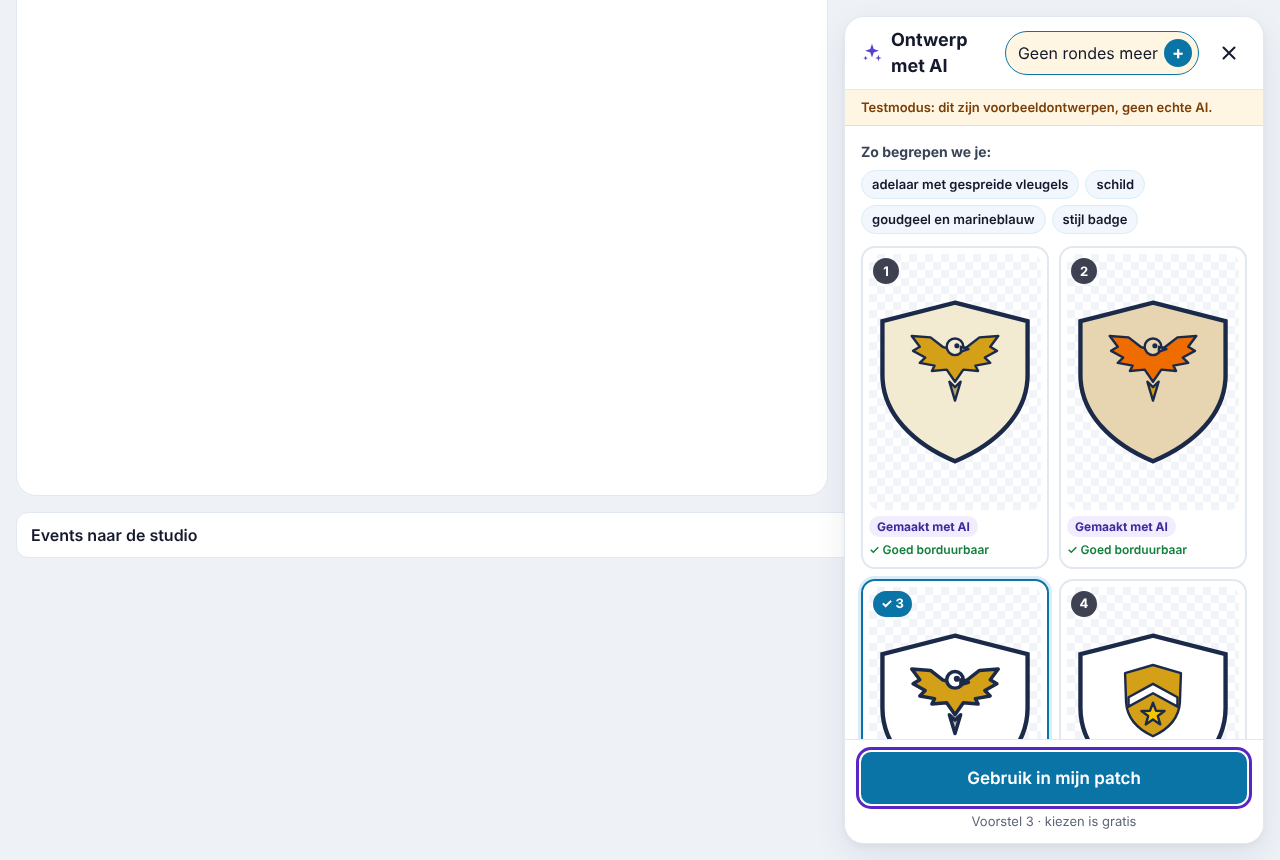 Ontwerp
met AI
Geen rondes meer +
Testmodus: dit zijn voorbeeldontwerpen, geen echte AI.
Zo begrepen we je:
adelaar met gespreide vleugels
schild
goudgeel en marineblauw
stijl badge
1
2
Gemaakt met AI
✓ Goed borduurbaar
Gemaakt met AI
✓ Goed borduurbaar
✓ 3
4
Gebruik in mijn patch
Voorstel 3 · kiezen is gratis
Events naar de studio